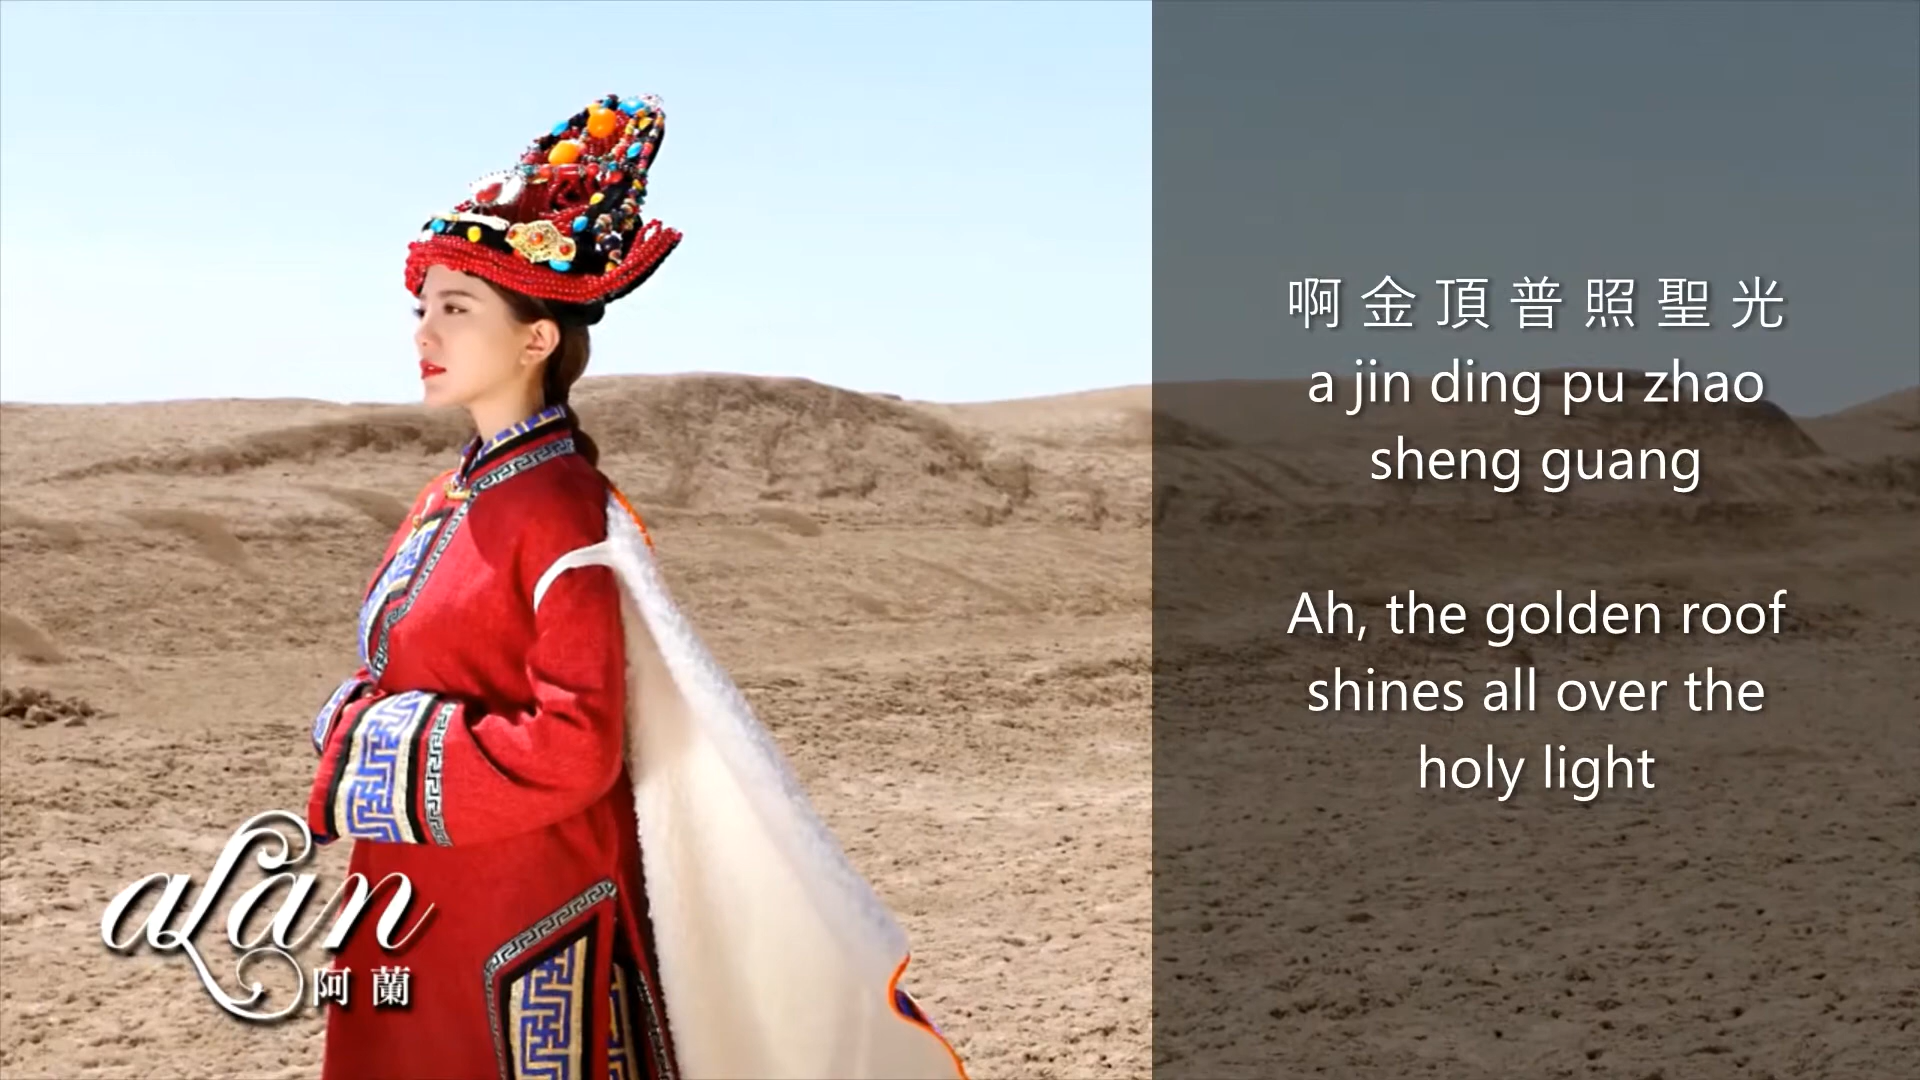 啊金頂普照聖光
a jin ding pu zhao
sheng guang
Ah, the golden roof
shines all over the
holy light
aLan
阿蘭